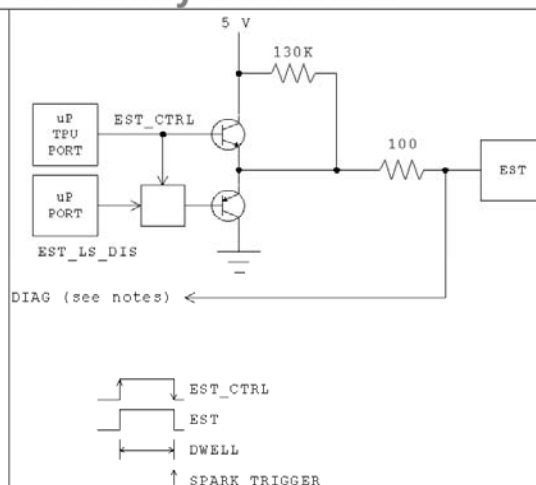 5 V
130K
uP
TPU
PORT
EST_CTRL
100
EST
uP
PORT
EST_LS_DIS
DIAG (see notes)
EST_CTRL
EST
DWELL
SPARK TRIGGER